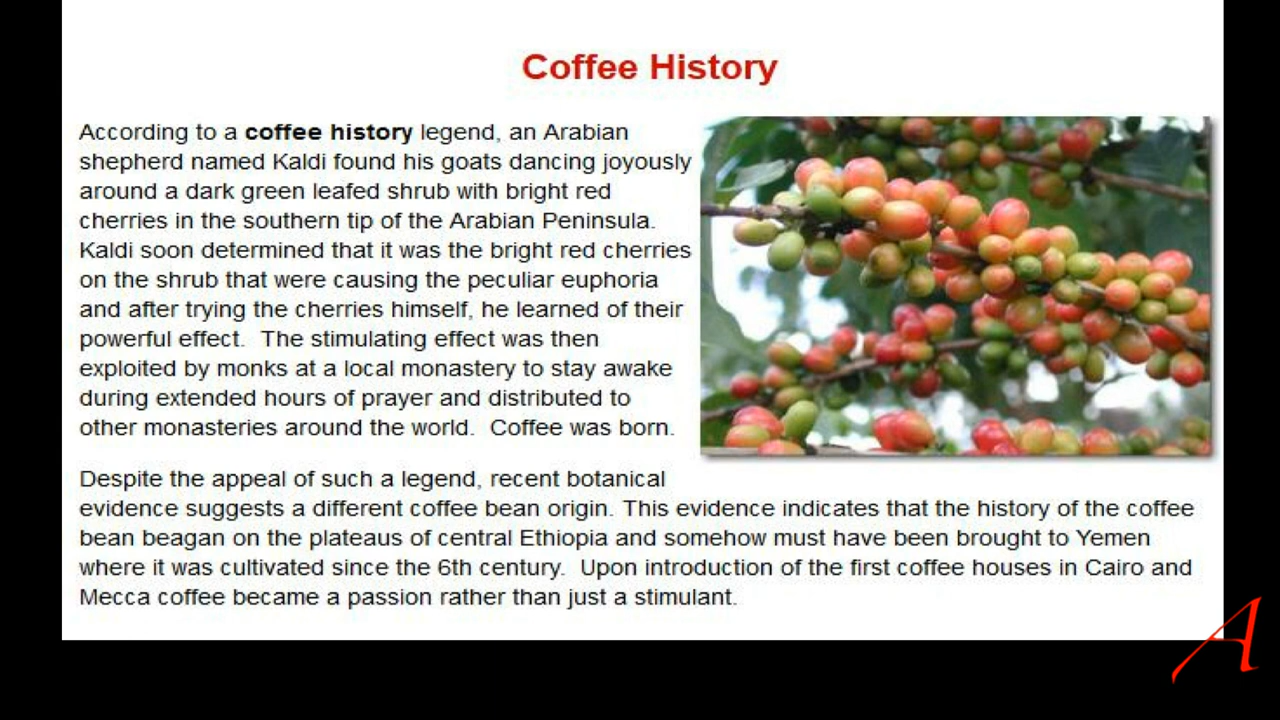 Coffee History
According to a coffee history legend, an Arabian
shepherd named Kaldi found his goats dancing joyously
around a dark green leafed shrub with bright red
cherries in the southern tip of the Arabian Peninsula.
Kaldi soon determined that it was the bright red cherries
on the shrub that were causing the peculiar euphoria
and after trying the cherries himself, he learned of their
powerful effect.  The stimulating effect was then
exploited by monks at a local monastery to stay awake
during extended hours of prayer and distributed to
other monasteries around the world.  Coffee was born.
Despite the appeal of such a legend, recent botanical
evidence suggests a different coffee bean origin. This evidence indicates that the history of the coffee
bean beagan on the plateaus of central Ethiopia and somehow must have been brought to Yemen
where it was cultivated since the 6th century.  Upon introduction of the first coffee houses in Cairo and
Mecca coffee became a passion rather than just a stimulant.
A